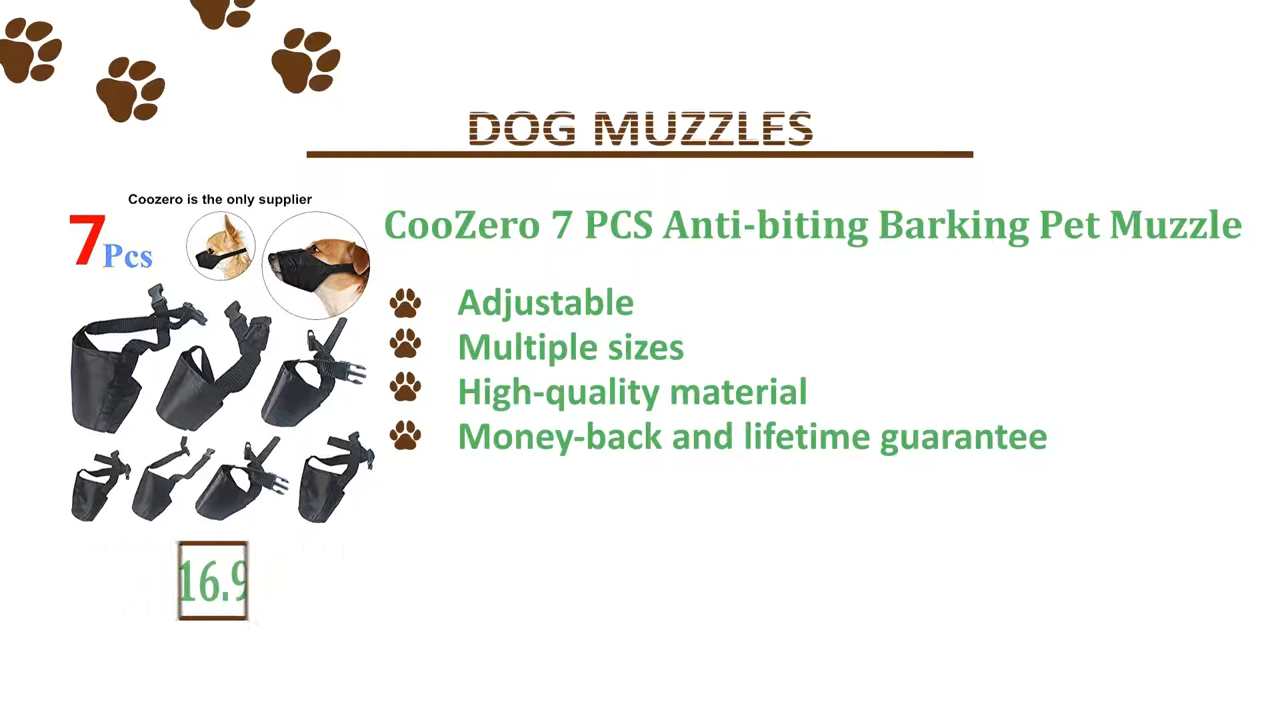 DOG MUZZLES
Coozero is the only supplier
7 Pcs
CooZero 7 PCS Anti-biting Barking Pet Muzzle
Adjustable
Multiple sizes
High-quality material
Money-back and lifetime guarantee
16.9